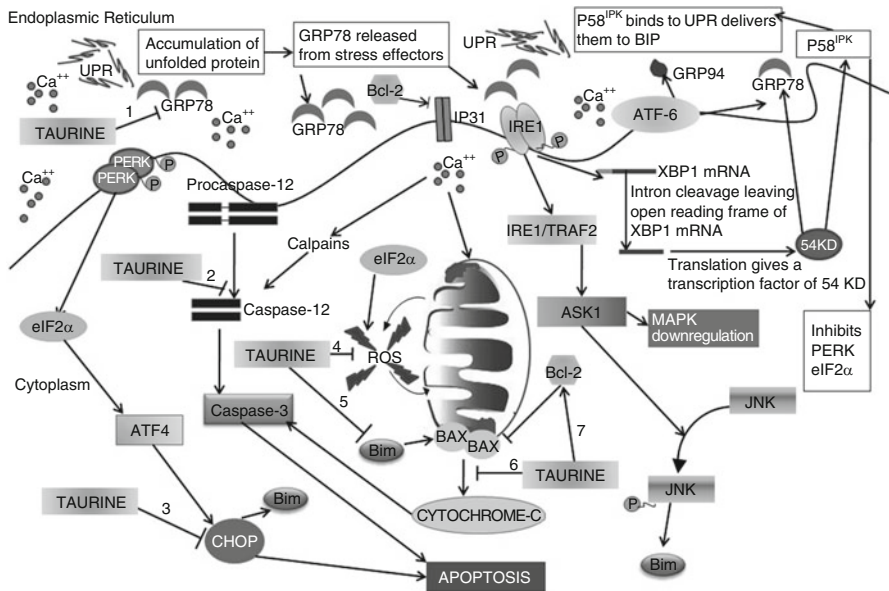 Endoplasmic Reticulum
UPR
Ca++
Accumulation of
unfolded protein
GRP78 released
from stress effectors
UPR
P58IPK binds to UPR delivers
them to BIP
P58IPK
GRP78
1
TAURINE
Ca++
Bcl-2
GRP78
IP31
IRE1
P
P
Ca++
GRP94
ATF-6
GRP78
PERK
PERK
P
P
Ca++
Procaspase-12
Ca++
XBP1 mRNA
Intron cleavage leaving
open reading frame of
XBP1 mRNA
IRE1/TRAF2
54KD
Translation gives a
transcription factor of 54 KD
Calpains
TAURINE
2
eIF2α
Caspase-12
ASK1
MAPK
downregulation
Inhibits
PERK
eIF2α
eIF2α
Cytoplasm
TAURINE
4
ROS
5
Bcl-2
Caspase-3
JNK
ATF4
Bim
BAX
BAX
7
6
TAURINE
TAURINE
3
Bim
CYTOCHROME-C
JNK
P
CHOP
Bim
APOPTOSIS